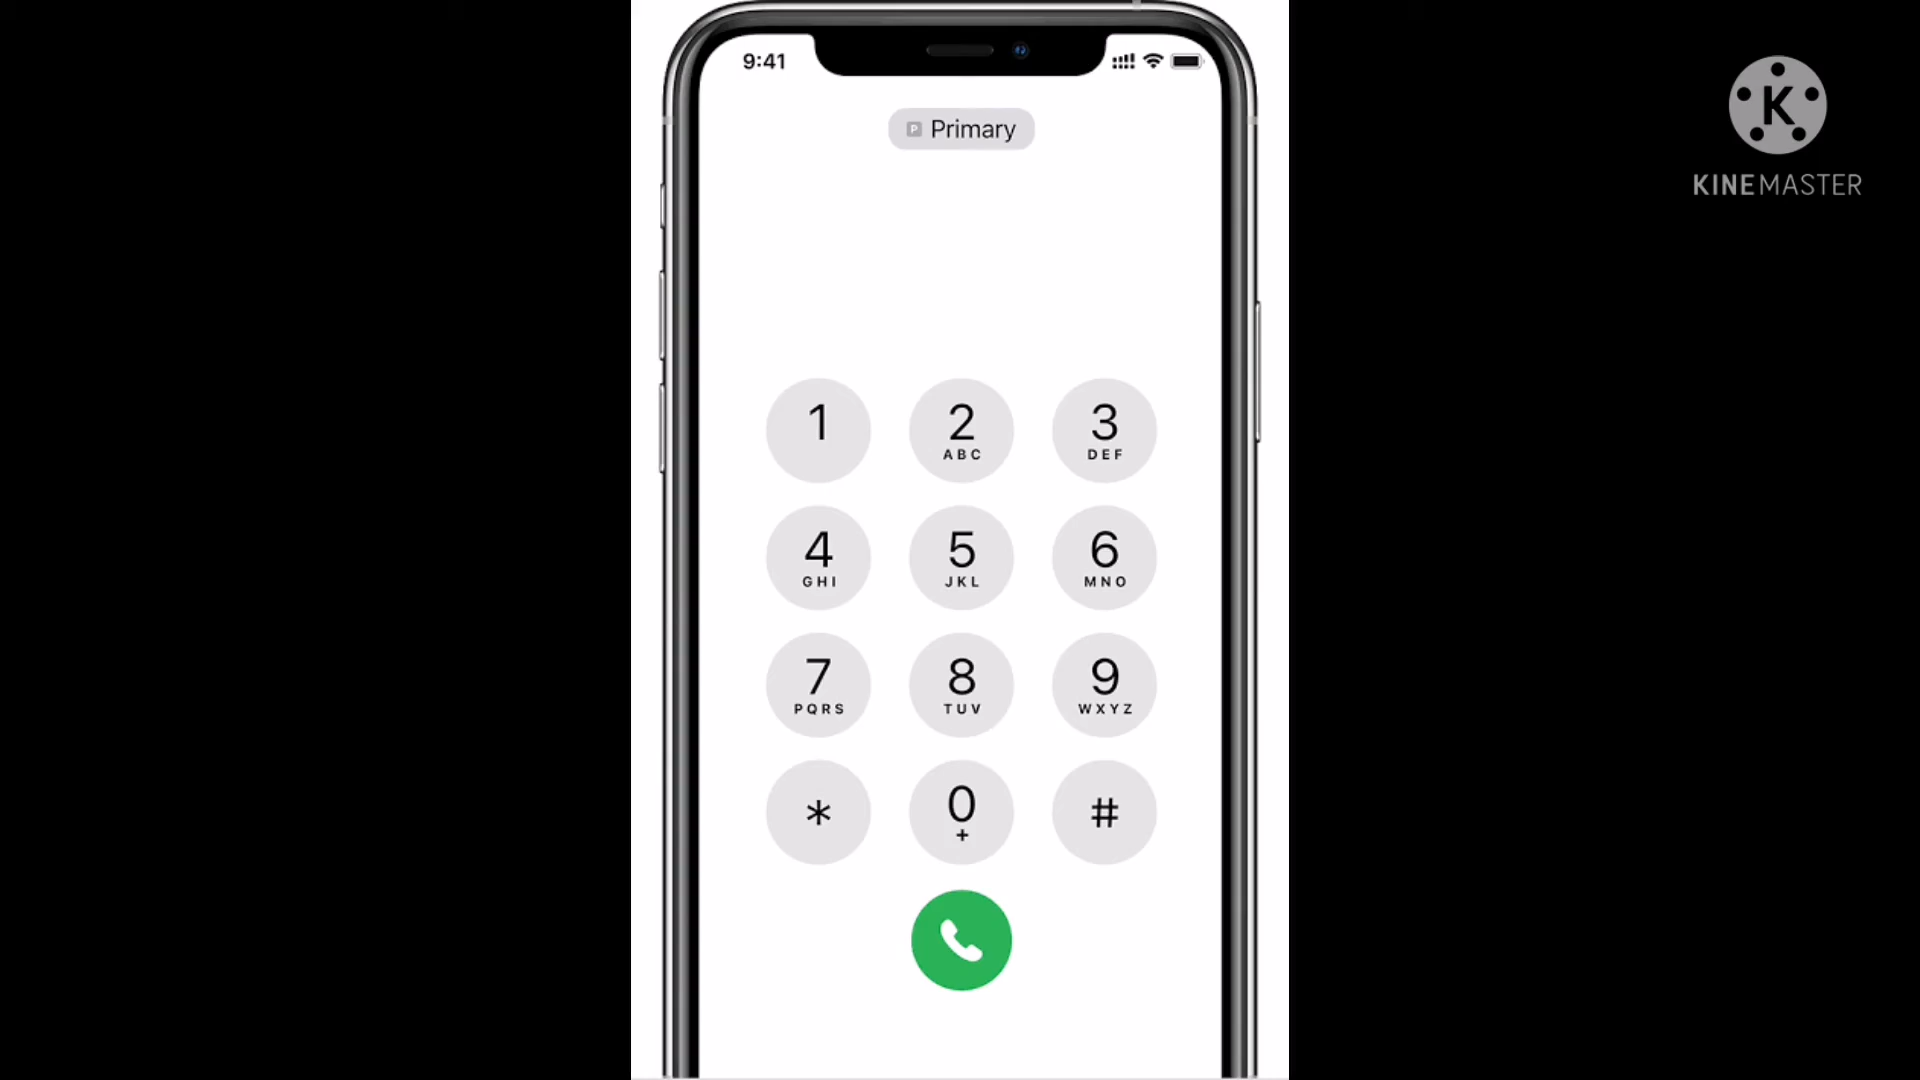 9:41
P Primary
K
KINEMASTER
1
2
3
ABC
DEF
4
5
6
GHI
JKL
MNO
7
8
9
PQRS
TUV
WXYZ
*
0
#
+